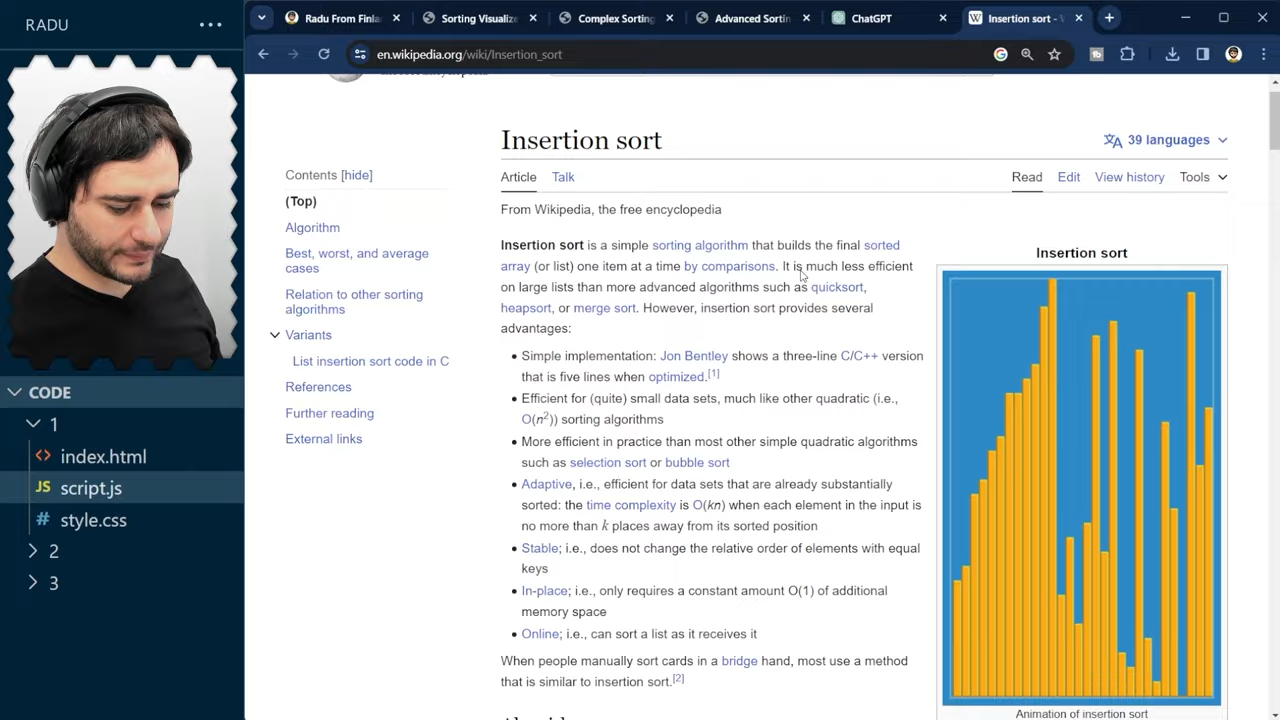 RADU
Radu From Finla
Sorting Visualize
Complex Sorting
Advanced Sortin
ChatGPT
Insertion sort -
en.wikipedia.org/wiki/Insertion_sort
Insertion sort
39 languages
Contents [hide]
(Top)
Algorithm
Best, worst, and average
cases
Relation to other sorting
algorithms
Variants
List insertion sort code in C
References
Further reading
External links
Article Talk
Read Edit View history Tools
From Wikipedia, the free encyclopedia
Insertion sort is a simple sorting algorithm that builds the final sorted
array (or list) one item at a time by comparisons. It is much less efficient
on large lists than more advanced algorithms such as quicksort,
heapsort, or merge sort. However, insertion sort provides several
advantages:
• Simple implementation: Jon Bentley shows a three-line C/C++ version
that is five lines when optimized.[1]
• Efficient for (quite) small data sets, much like other quadratic (i.e.,
O(n²)) sorting algorithms
• More efficient in practice than most other simple quadratic algorithms
such as selection sort or bubble sort
• Adaptive, i.e., efficient for data sets that are already substantially
sorted: the time complexity is O(kn) when each element in the input is
no more than k places away from its sorted position
• Stable; i.e., does not change the relative order of elements with equal
keys
• In-place; i.e., only requires a constant amount O(1) of additional
memory space
• Online; i.e., can sort a list as it receives it
When people manually sort cards in a bridge hand, most use a method
that is similar to insertion sort.[2]
Insertion sort
Animation of insertion sort
CODE
1
index.html
JS script.js
# style.css
2
3